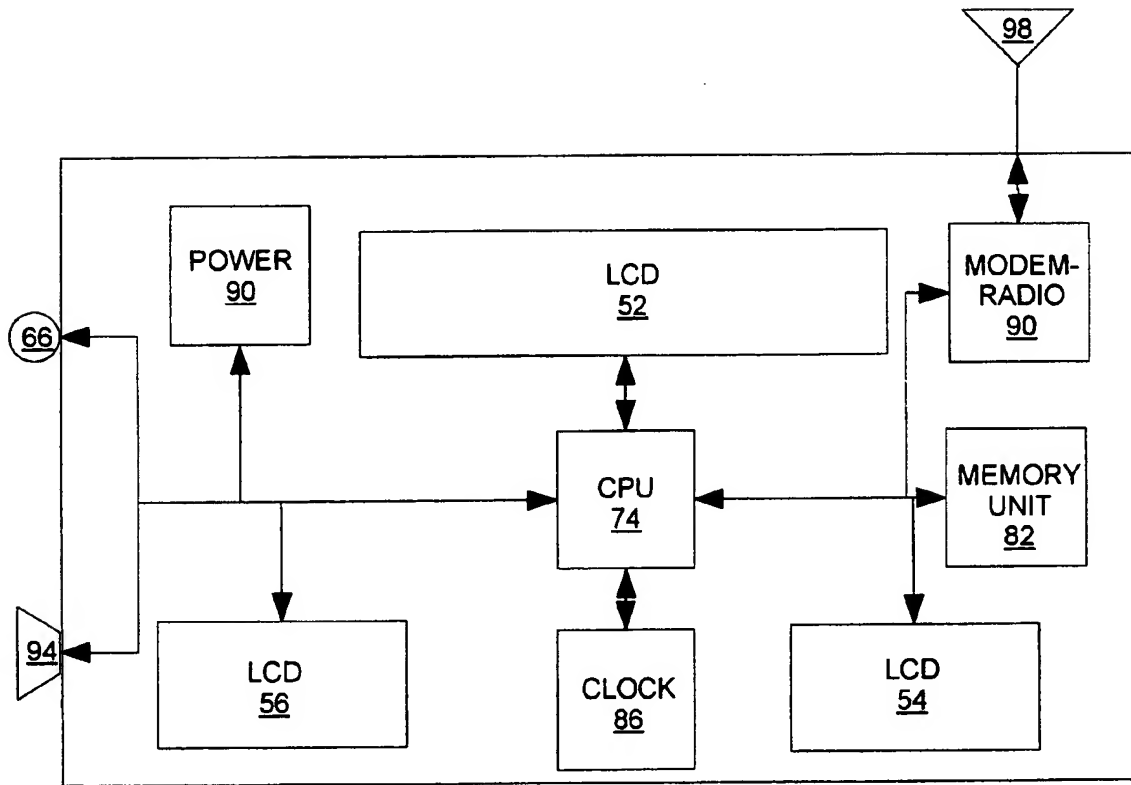 98
POWER
90
LCD
52
MODEM-
RADIO
90
66
CPU
74
MEMORY
UNIT
82
94
LCD
56
CLOCK
86
LCD
54